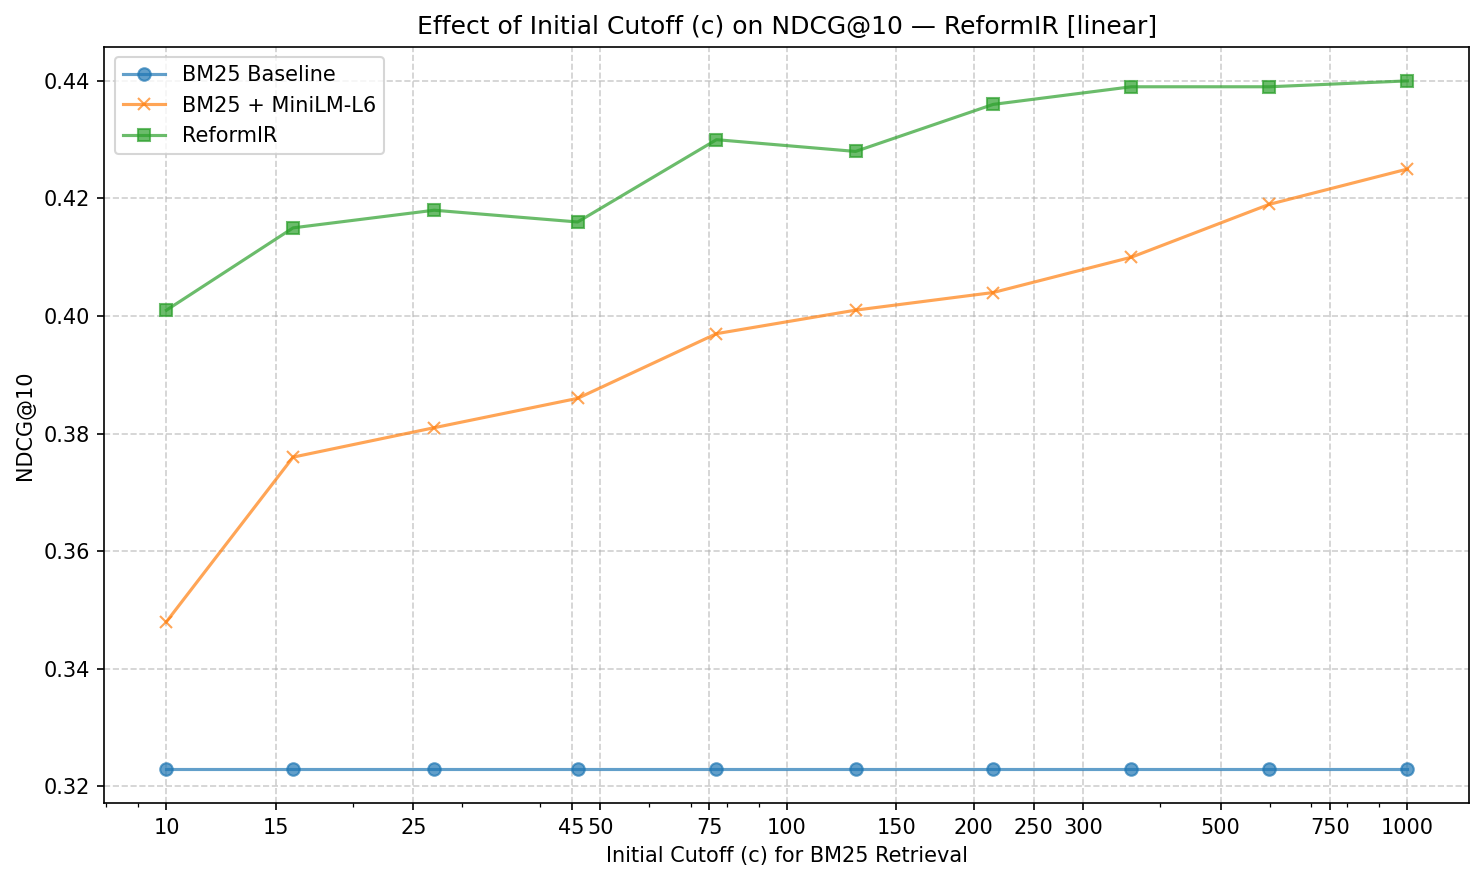 Effect of Initial Cutoff (c) on NDCG@10 — ReformIR [linear]
BM25 Baseline
BM25 + MiniLM-L6
ReformIR
NDCG@10
0.44
0.42
0.40
0.38
0.36
0.34
0.32
10 15 25 45 50 75 100 150 200 250 300 500 750 1000
Initial Cutoff (c) for BM25 Retrieval